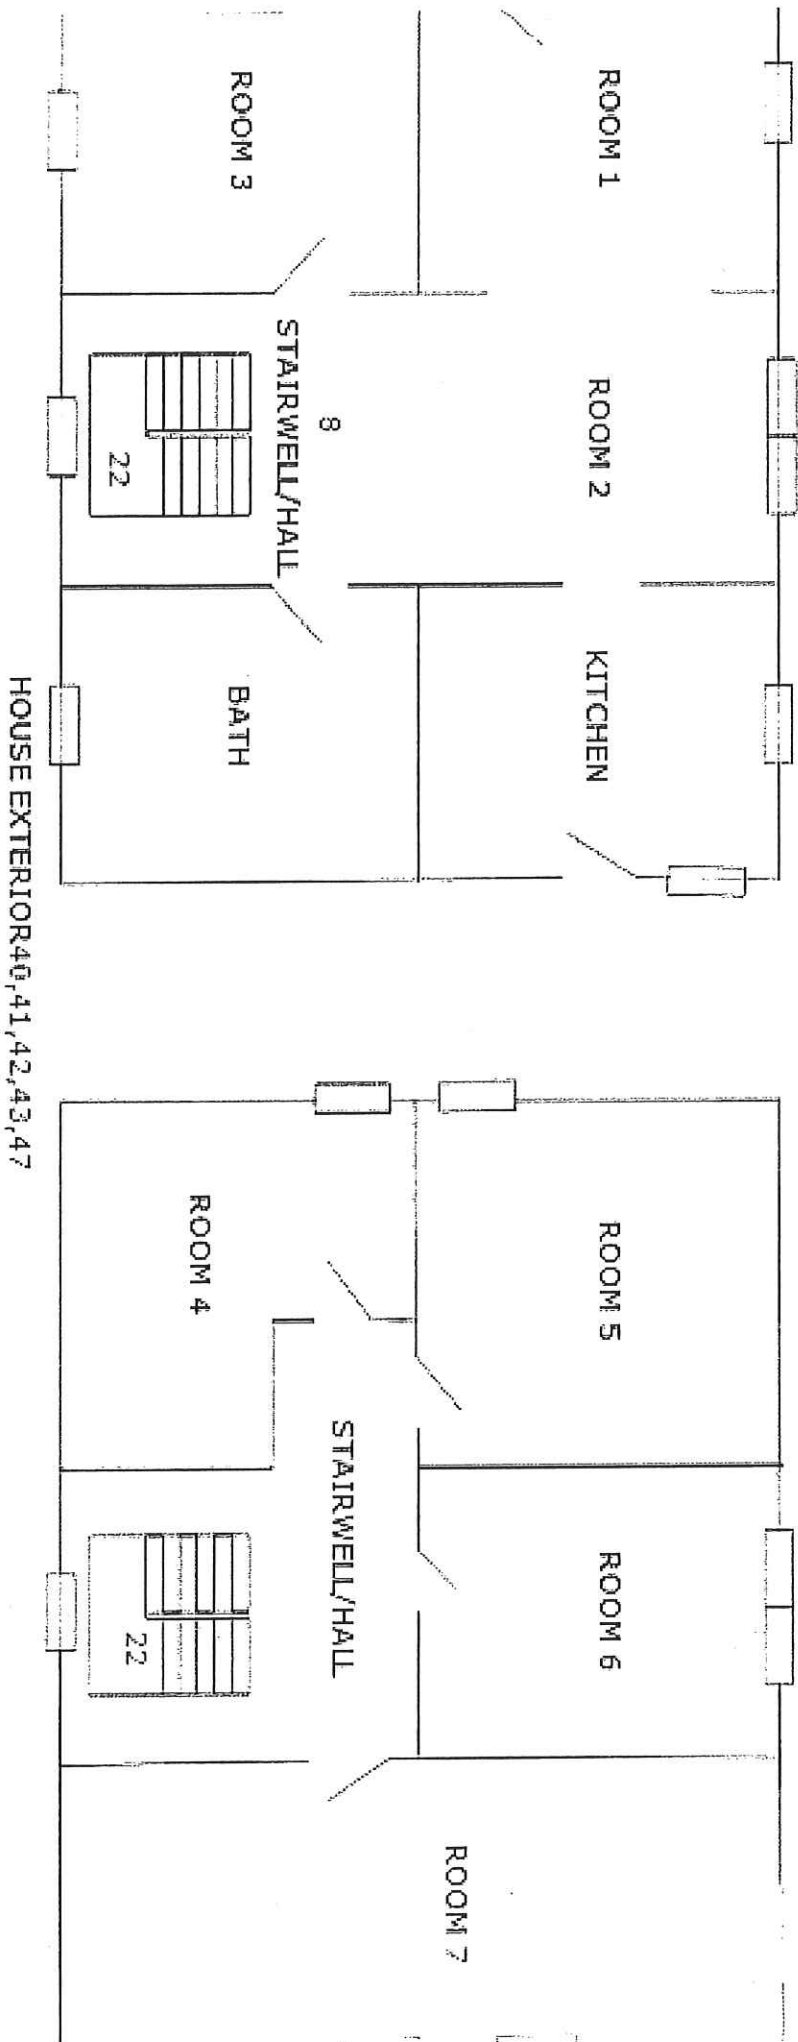 ROOM 1
ROOM 3
ROOM 2
8
STAIRWELL/HALL
22
KITCHEN
BATH
HOUSE EXTERIOR40,41,42,43,47
ROOM 5
ROOM 4
ROOM 6
STAIRWELL/HALL
22
ROOM 7